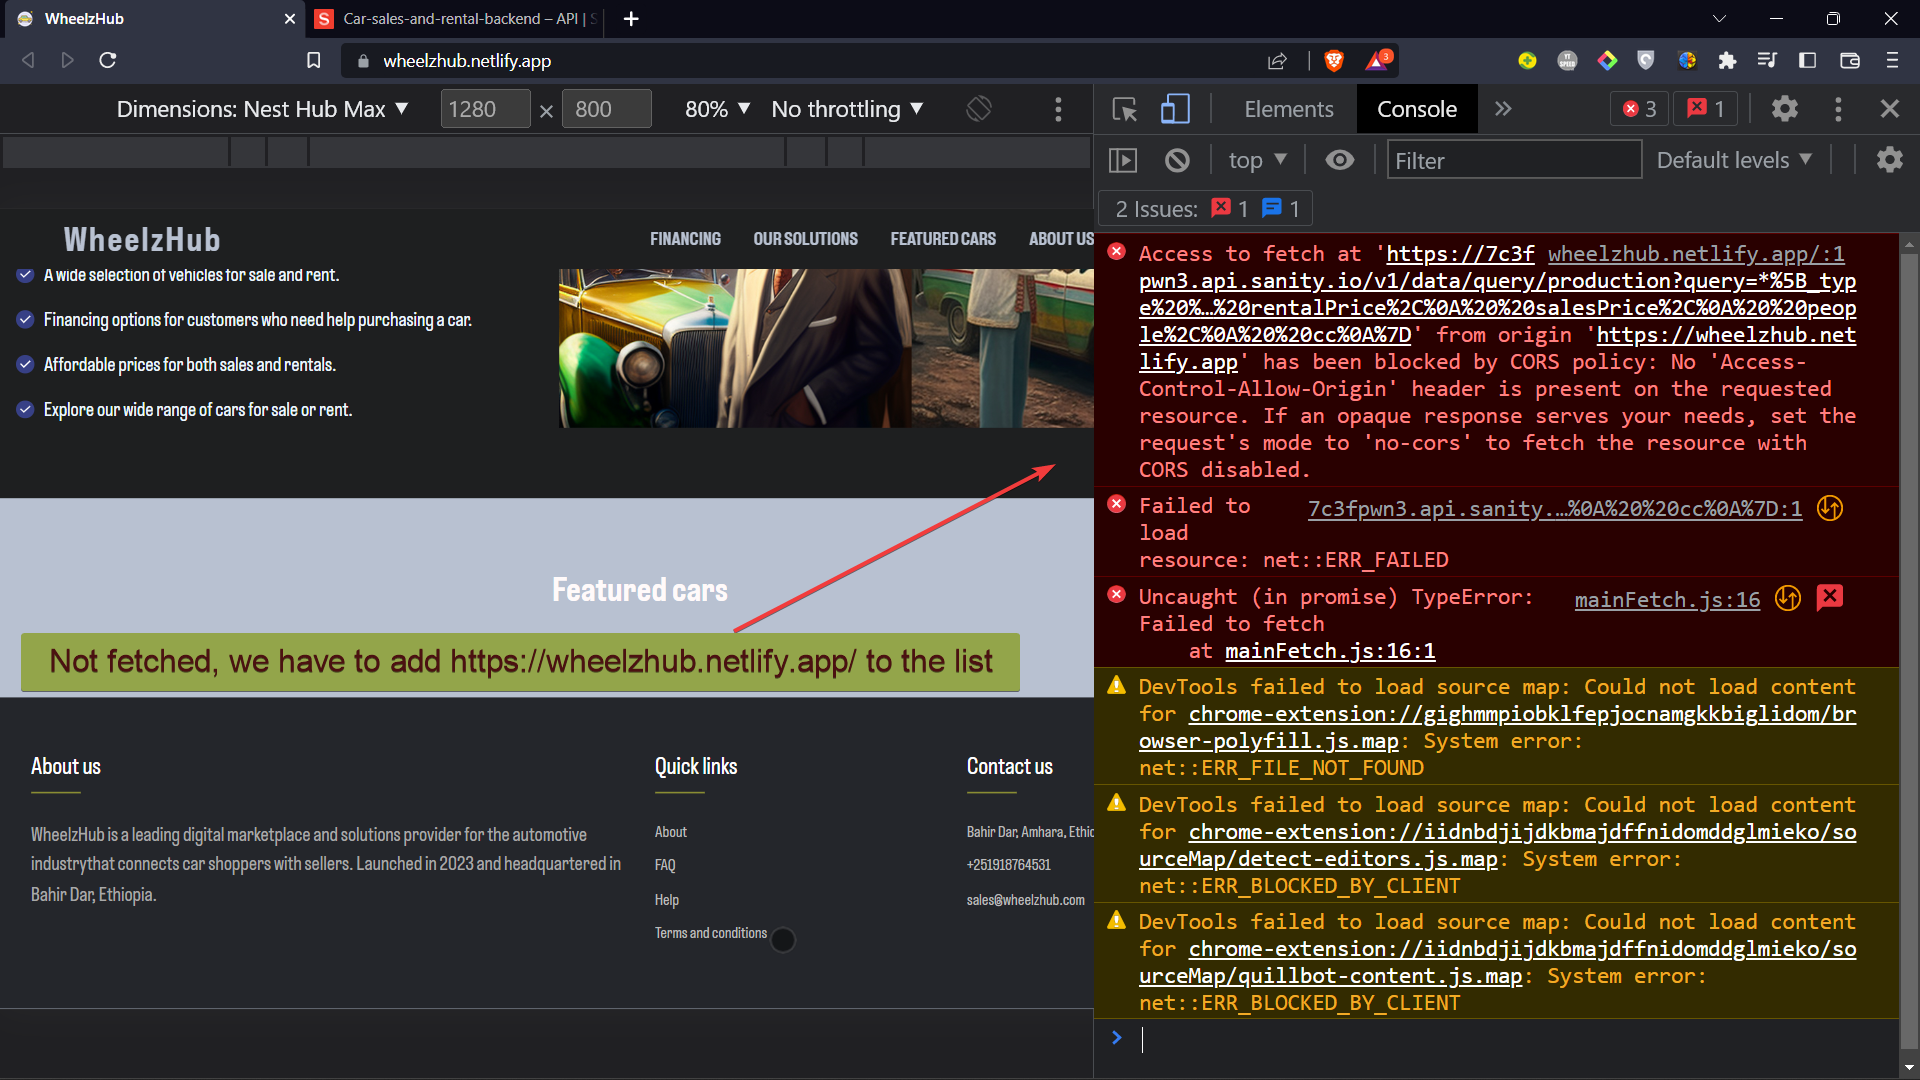 WheelzHub
S Car-sales-and-rental-backend – API | S
wheelzhub.netlify.app
3
Dimensions: Nest Hub Max ▼ 1280 × 800 80% ▼ No throttling ▼
Elements Console » 3 1
top ▼ Filter Default levels ▼
2 Issues: 1 1
WheelzHub
FINANCING OUR SOLUTIONS FEATURED CARS ABOUT US
A wide selection of vehicles for sale and rent.
Financing options for customers who need help purchasing a car.
Affordable prices for both sales and rentals.
Explore our wide range of cars for sale or rent.
Featured cars
Not fetched, we have to add https://wheelzhub.netlify.app/ to the list
About us
WheelzHub is a leading digital marketplace and solutions provider for the automotive
industrythat connects car shoppers with sellers. Launched in 2023 and headquartered in
Bahir Dar, Ethiopia.
Quick links
About
FAQ
Help
Terms and conditions
Contact us
Bahir Dar, Amhara, Ethio
+251918764531
sales@wheelzhub.com
Access to fetch at 'https://7c3f wheelzhub.netlify.app/:1
pwn3.api.sanity.io/v1/data/query/production?query=*%5B_typ
e%20%…%20rentalPrice%2C%0A%20%20salesPrice%2C%0A%20%20peop
le%2C%0A%20%20cc%0A%7D' from origin 'https://wheelzhub.net
lify.app' has been blocked by CORS policy: No 'Access-
Control-Allow-Origin' header is present on the requested
resource. If an opaque response serves your needs, set the
request's mode to 'no-cors' to fetch the resource with
CORS disabled.
Failed to 7c3fpwn3.api.sanity.…%0A%20%20cc%0A%7D:1
load
resource: net::ERR_FAILED
Uncaught (in promise) TypeError: mainFetch.js:16
Failed to fetch
at mainFetch.js:16:1
DevTools failed to load source map: Could not load content
for chrome-extension://gighmmpiobklfepjocnamgkkbiglidom/br
owser-polyfill.js.map: System error:
net::ERR_FILE_NOT_FOUND
DevTools failed to load source map: Could not load content
for chrome-extension://iidnbdjijdkbmajdffnidomddglmieko/so
urceMap/detect-editors.js.map: System error:
net::ERR_BLOCKED_BY_CLIENT
DevTools failed to load source map: Could not load content
for chrome-extension://iidnbdjijdkbmajdffnidomddglmieko/so
urceMap/quillbot-content.js.map: System error:
net::ERR_BLOCKED_BY_CLIENT